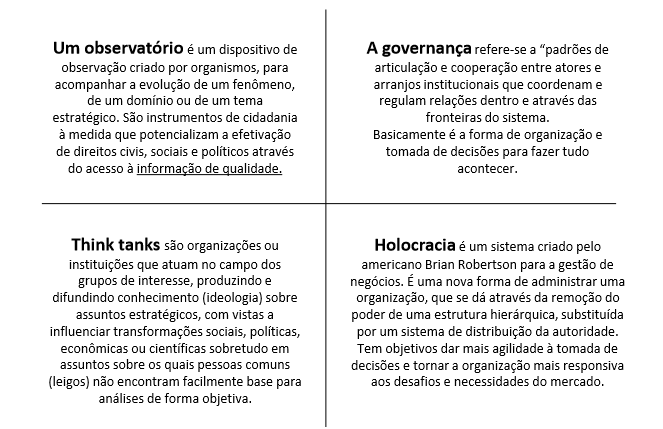 Um observatório é um dispositivo de
observação criado por organismos, para
acompanhar a evolução de um fenômeno,
de um domínio ou de um tema
estratégico. São instrumentos de cidadania
à medida que potencializam a efetivação
de direitos civis, sociais e políticos através
do acesso à informação de qualidade.
A governança refere-se a “padrões de
articulação e cooperação entre atores e
arranjos institucionais que coordenam e
regulam relações dentro e através das
fronteiras do sistema.
Basicamente é a forma de organização e
tomada de decisões para fazer tudo
acontecer.
Think tanks são organizações ou
instituições que atuam no campo dos
grupos de interesse, produzindo e
difundindo conhecimento (ideologia) sobre
assuntos estratégicos, com vistas a
influenciar transformações sociais, políticas,
econômicas ou científicas sobretudo em
assuntos sobre os quais pessoas comuns
(leigos) não encontram facilmente base para
análises de forma objetiva.
Holocracia é um sistema criado pelo
americano Brian Robertson para a gestão de
negócios. É uma nova forma de administrar uma
organização, que se dá através da remoção do
poder de uma estrutura hierárquica, substituída
por um sistema de distribuição da autoridade.
Tem objetivos dar mais agilidade à tomada de
decisões e tornar a organização mais responsiva
aos desafios e necessidades do mercado.